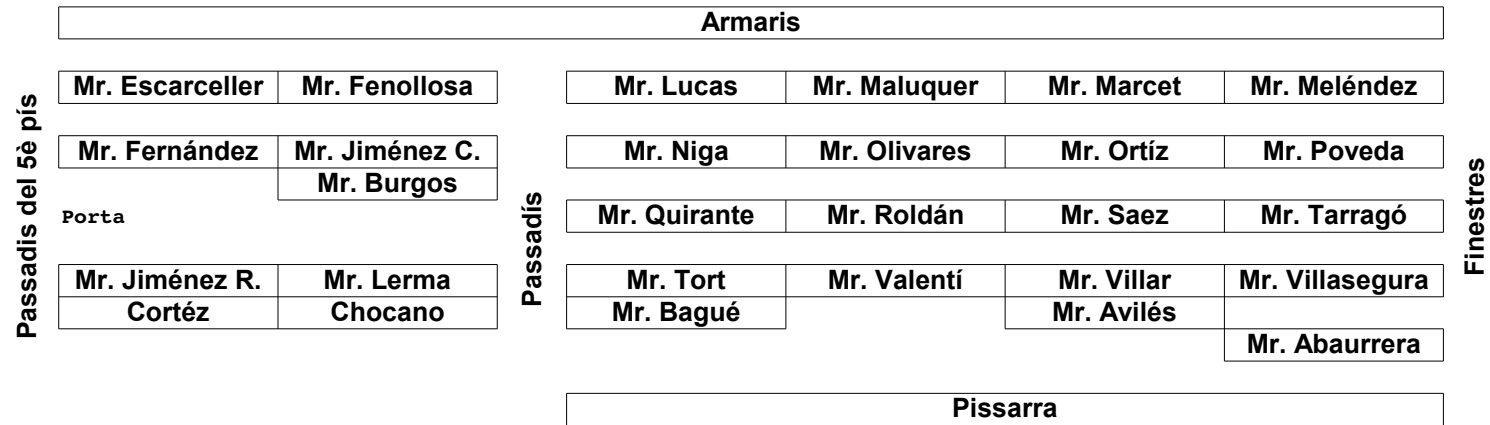 Armaris
Mr. Escarceller Mr. Fenollosa Mr. Lucas Mr. Maluquer Mr. Marcet Mr. Meléndez
Passadis del 5è pís
Mr. Fernández Mr. Jiménez C. Mr. Niga Mr. Olivares Mr. Ortíz Mr. Poveda
Mr. Burgos
Porta
Passadís
Mr. Quirante Mr. Roldán Mr. Saez Mr. Tarragó
Finestres
Mr. Jiménez R. Mr. Lerma Mr. Tort Mr. Valentí Mr. Villar Mr. Villasegura
Cortéz Chocano Mr. Bagué Mr. Avilés
Mr. Abaurrera
Pissarra